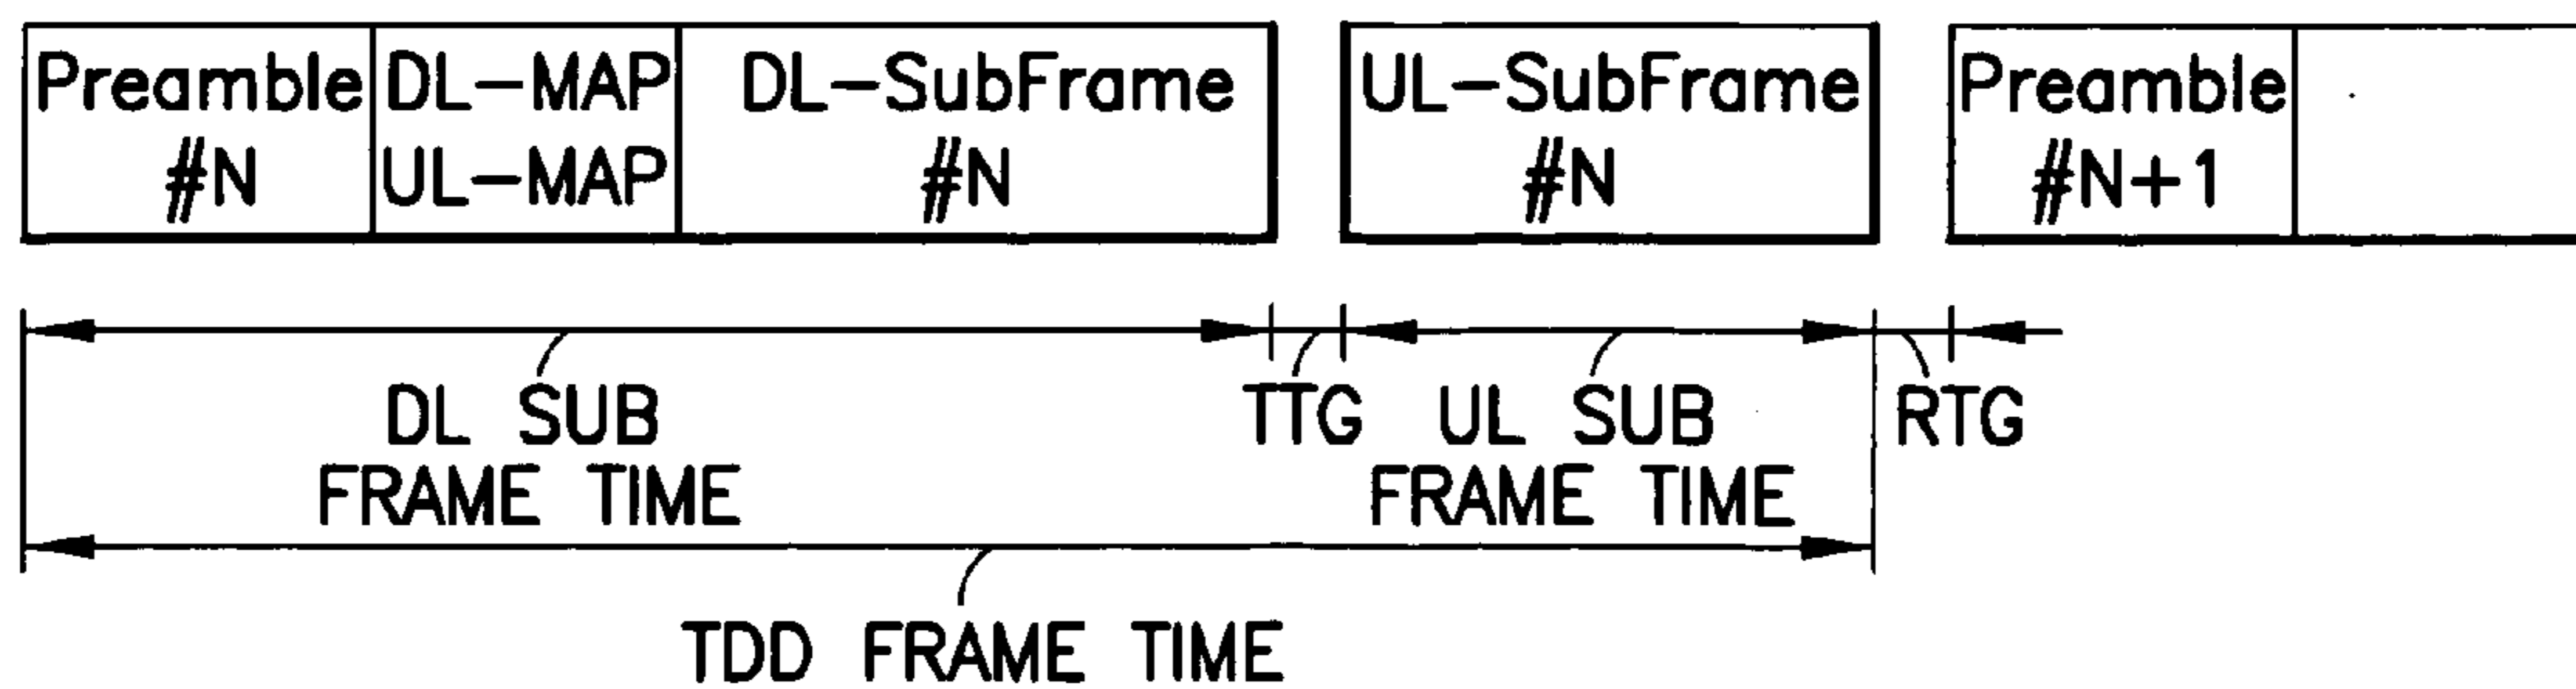 Preamble
#N
DL-MAP
UL-MAP
DL-SubFrame
#N
UL-SubFrame
#N
Preamble
#N+1
DL SUB
FRAME TIME
TTG
UL SUB
FRAME TIME
RTG
TDD FRAME TIME